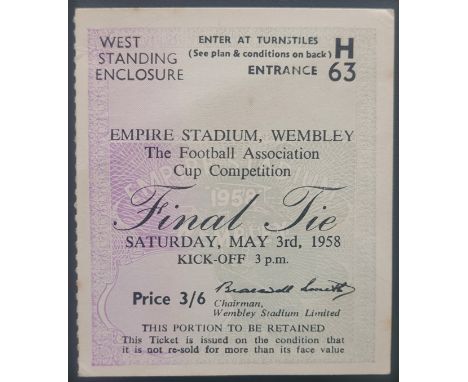 WEST
STANDING
ENCLOSURE
ENTER AT TURNSTILES
(See plan & conditions on back)
H
ENTRANCE 63
EMPIRE STADIUM, WEMBLEY
The Football Association
Cup Competition
1958
Final Tie
SATURDAY, MAY 3rd, 1958
KICK-OFF 3 p.m.
Price 3/6
Chairman,
Wembley Stadium Limited
THIS PORTION TO BE RETAINED
This Ticket is issued on the condition that
it is not re-sold for more than its face value